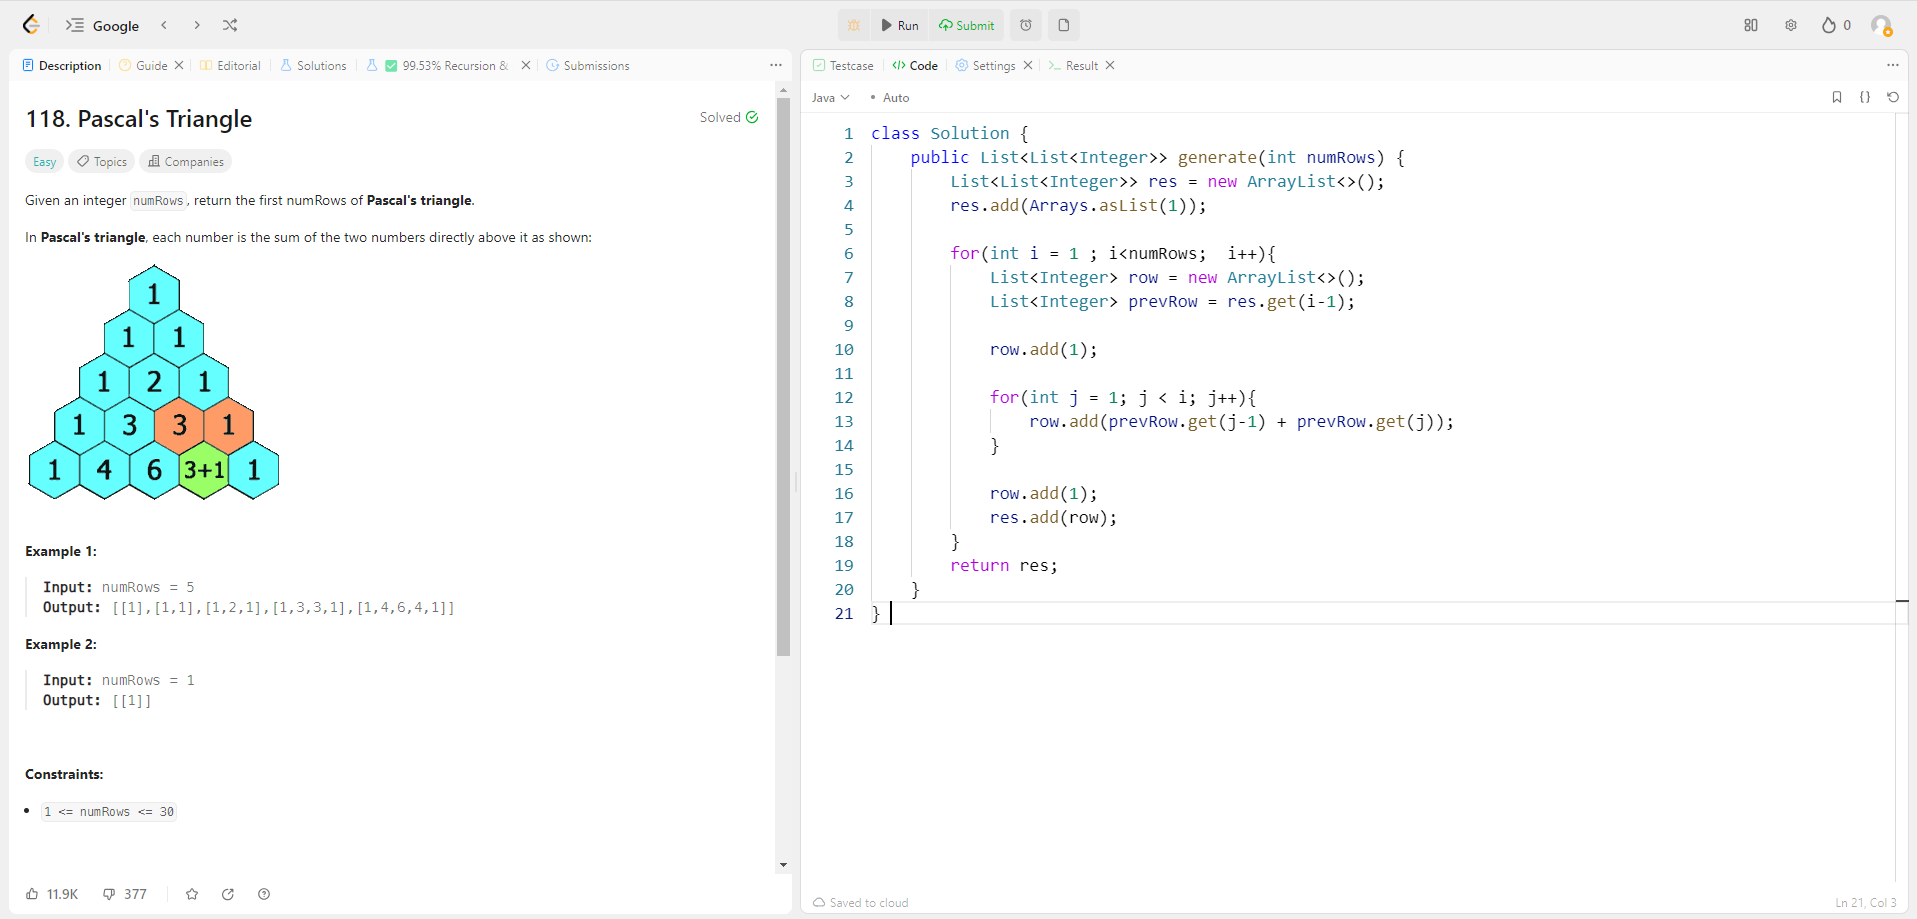 Google
Run
Submit
0
Description
Guide
Editorial
Solutions
99.53% Recursion &
Submissions
118. Pascal's Triangle
Solved
Easy
Topics
Companies
Given an integer numRows, return the first numRows of Pascal's triangle.
In Pascal's triangle, each number is the sum of the two numbers directly above it as shown:
1
1 1
1 2 1
1 3 3 1
1 4 6 3+1 1
Example 1:
Input: numRows = 5
Output: [[1],[1,1],[1,2,1],[1,3,3,1],[1,4,6,4,1]]
Example 2:
Input: numRows = 1
Output: [[1]]
Constraints:
1 <= numRows <= 30
11.9K
377
Testcase
</> Code
Settings
Result
Java
Auto
1 class Solution {
2     public List<List<Integer>> generate(int numRows) {
3         List<List<Integer>> res = new ArrayList<>();
4         res.add(Arrays.asList(1));
5
6         for(int i = 1 ; i<numRows;  i++){
7             List<Integer> row = new ArrayList<>();
8             List<Integer> prevRow = res.get(i-1);
9
10             row.add(1);
11
12             for(int j = 1; j < i; j++){
13                 row.add(prevRow.get(j-1) + prevRow.get(j));
14             }
15
16             row.add(1);
17             res.add(row);
18         }
19         return res;
20     }
21 }
Saved to cloud
Ln 21, Col 3